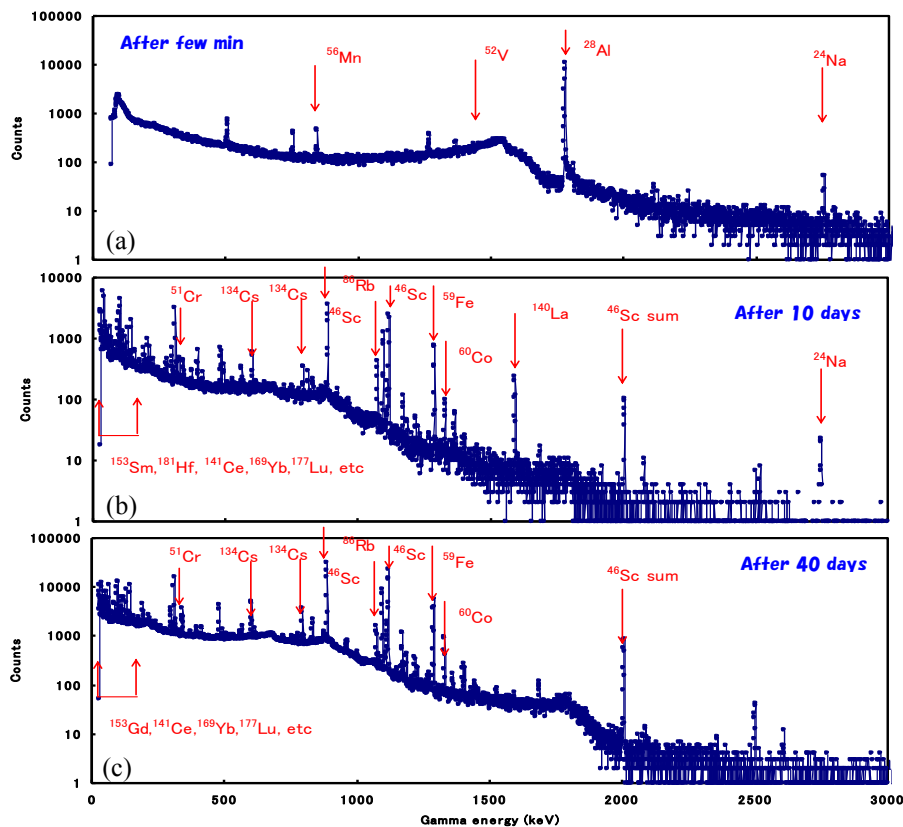 100000
10000
1000
100
10
1
Counts
After few min
⁵⁶Mn
⁵²V
²⁸Al
²⁴Na
(a)
10000
1000
100
10
1
Counts
⁵¹Cr
¹³⁴Cs
¹³⁴Cs
⁴⁶Sc
⁸⁶Rb
⁴⁶Sc
⁵⁹Fe
⁶⁰Co
¹⁴⁰La
⁴⁶Sc sum
After 10 days
²⁴Na
¹⁵³Sm,¹⁸¹Hf, ¹⁴¹Ce,¹⁶⁹Yb,¹⁷⁷Lu, etc
(b)
100000
10000
1000
100
10
1
Counts
⁵¹Cr
¹³⁴Cs
¹³⁴Cs
⁴⁶Sc
⁸⁶Rb
⁴⁶Sc
⁵⁹Fe
⁶⁰Co
⁴⁶Sc sum
After 40 days
¹⁵³Gd,¹⁴¹Ce,¹⁶⁹Yb,¹⁷⁷Lu, etc
(c)
0 500 1000 1500 2000 2500 3000
Gamma energy (keV)